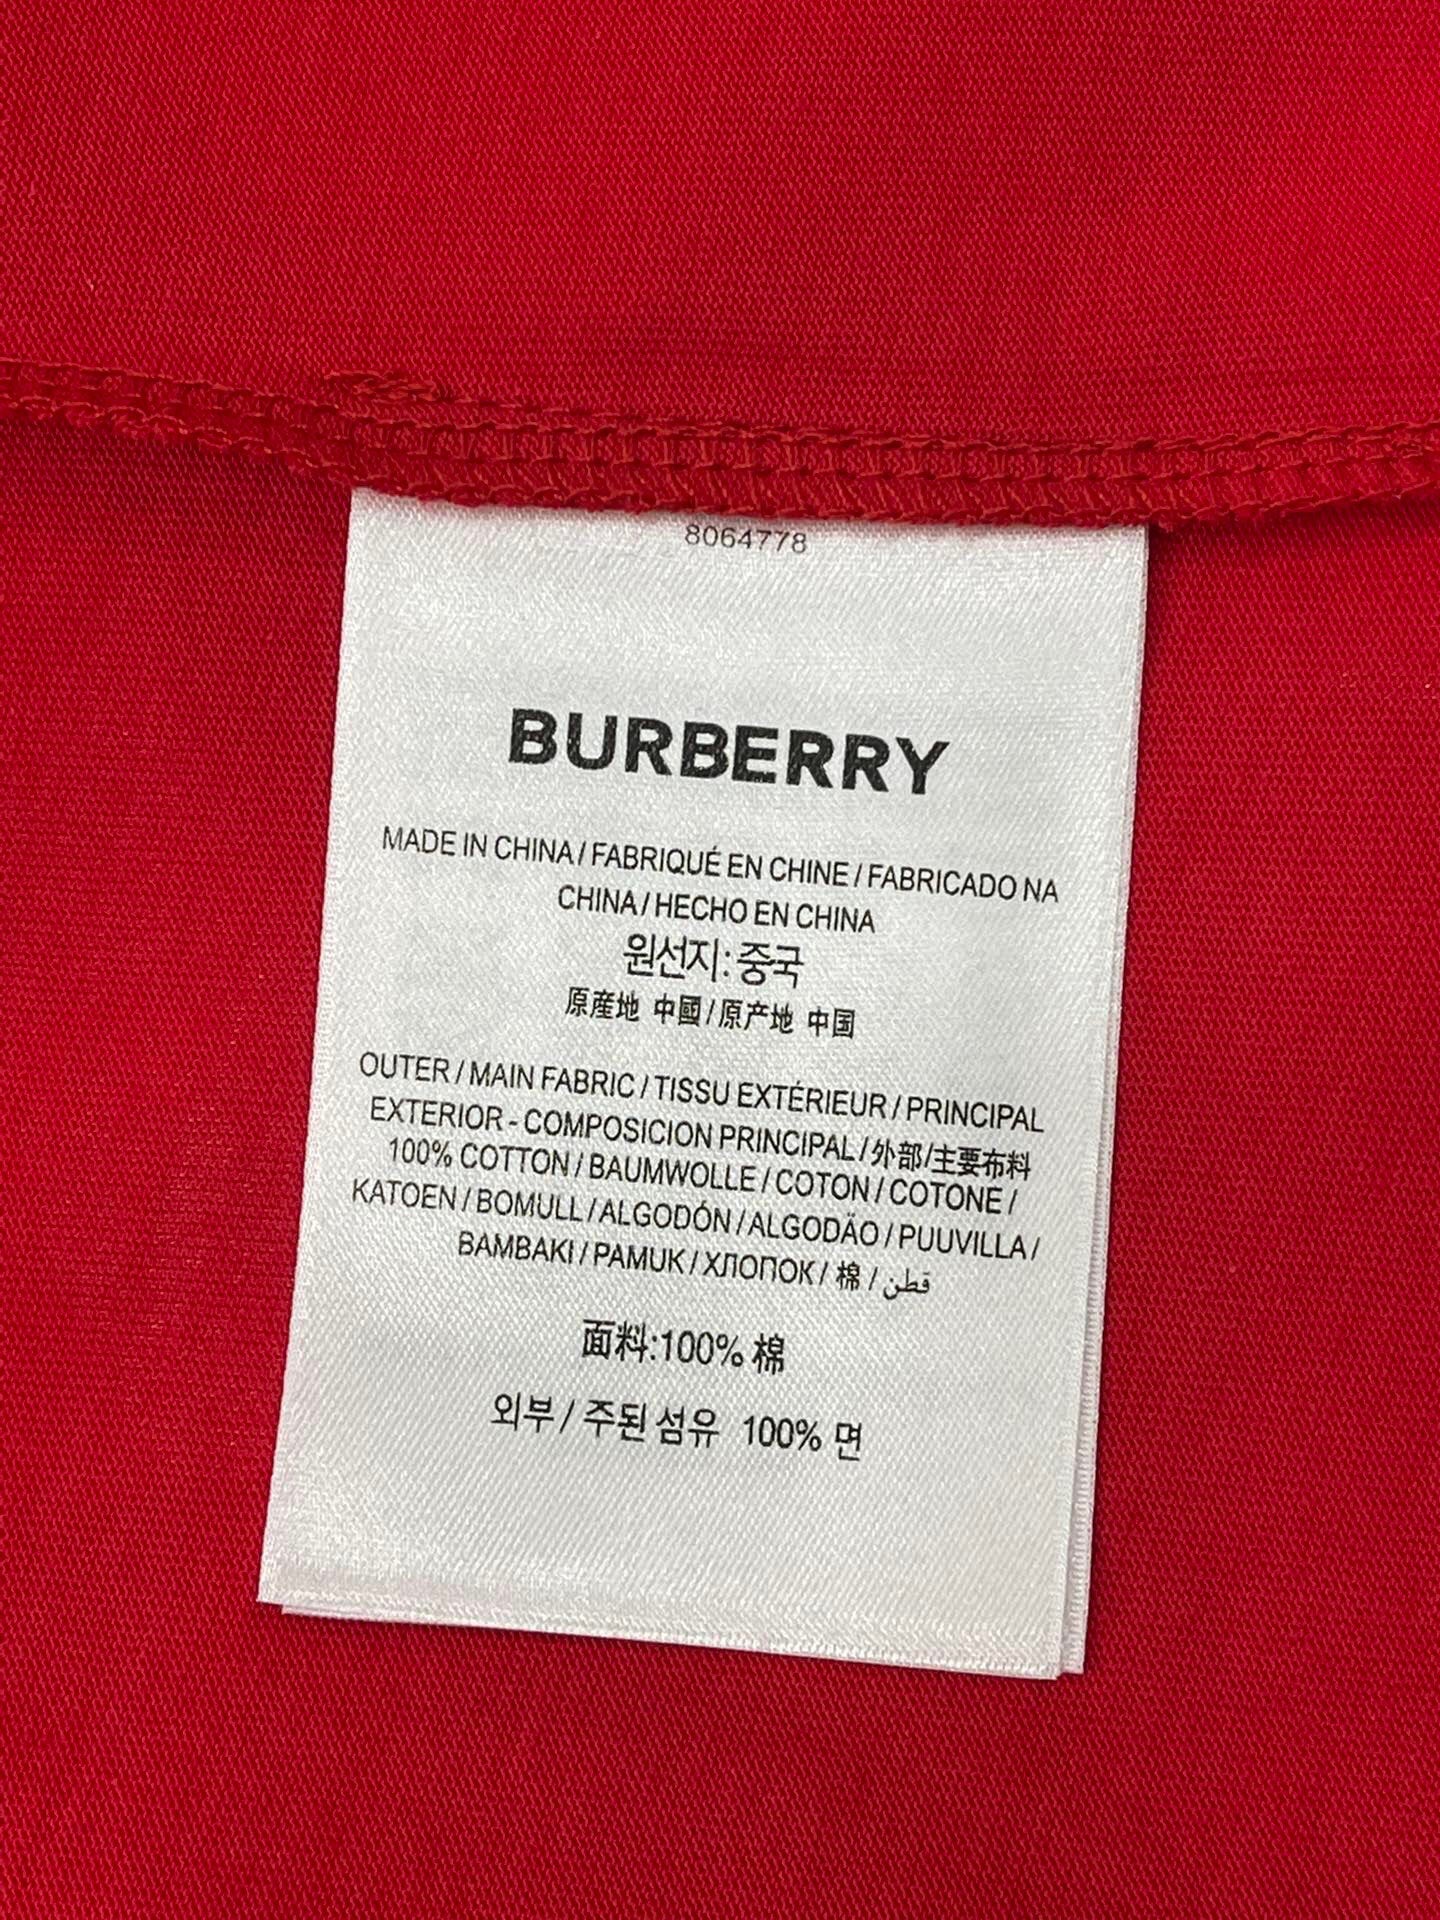 8064778
BURBERRY
MADE IN CHINA / FABRIQUÉ EN CHINE / FABRICADO NA
CHINA / HECHO EN CHINA
원선지: 중국
原産地 中國 / 原产地 中国
OUTER / MAIN FABRIC / TISSU EXTÉRIEUR / PRINCIPAL
EXTERIOR - COMPOSICION PRINCIPAL / 外部/主要布料
100% COTTON / BAUMWOLLE / COTON / COTONE /
KATOEN / BOMULL / ALGODÓN / ALGODÄO / PUUVILLA /
BAMBAKI / PAMUK / ХЛОПОК / 棉 / قطن
面料:100% 棉
외부 / 주된 섬유 100% 면